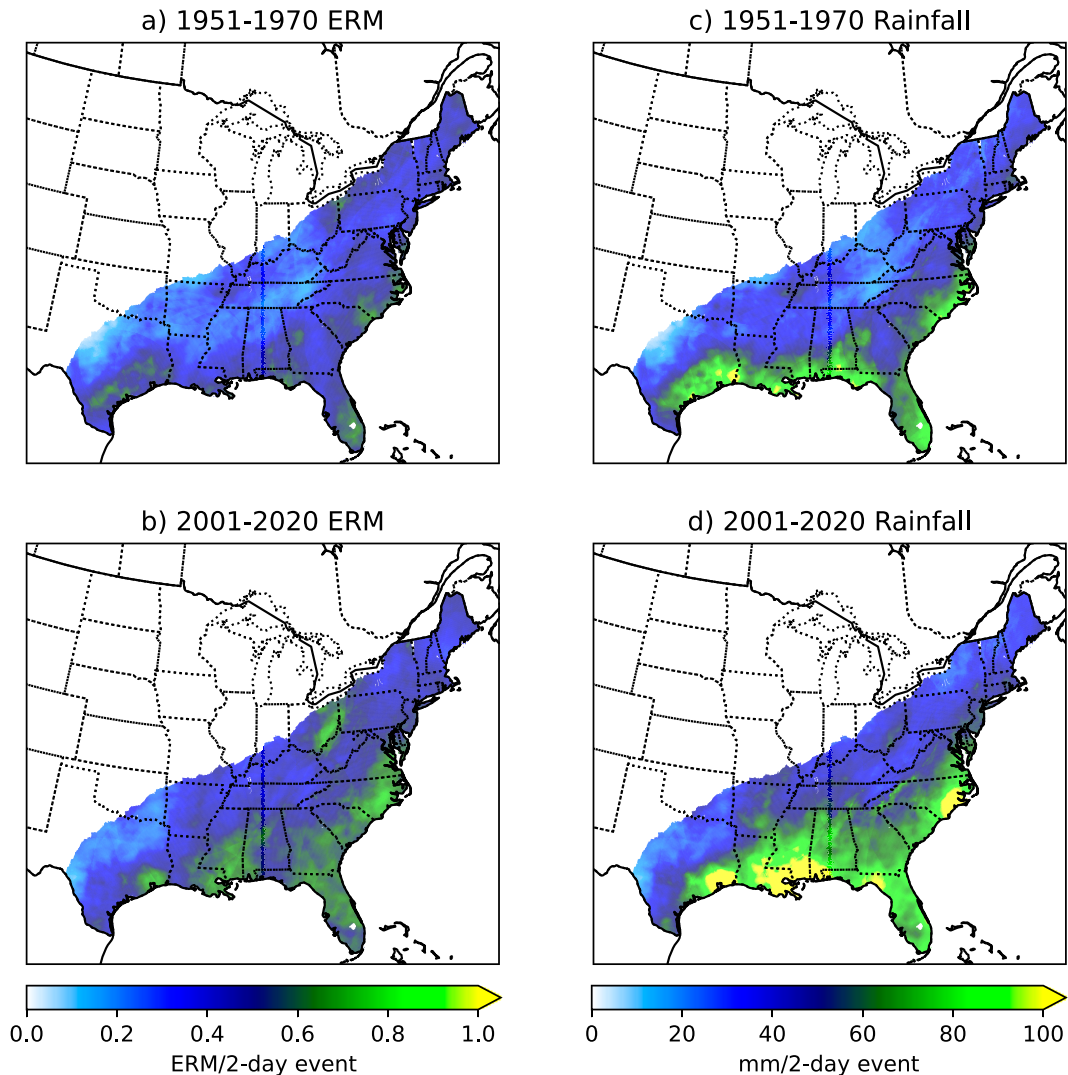 a) 1951-1970 ERM
c) 1951-1970 Rainfall
b) 2001-2020 ERM
d) 2001-2020 Rainfall
0.0 0.2 0.4 0.6 0.8 1.0
ERM/2-day event
0 20 40 60 80 100
mm/2-day event